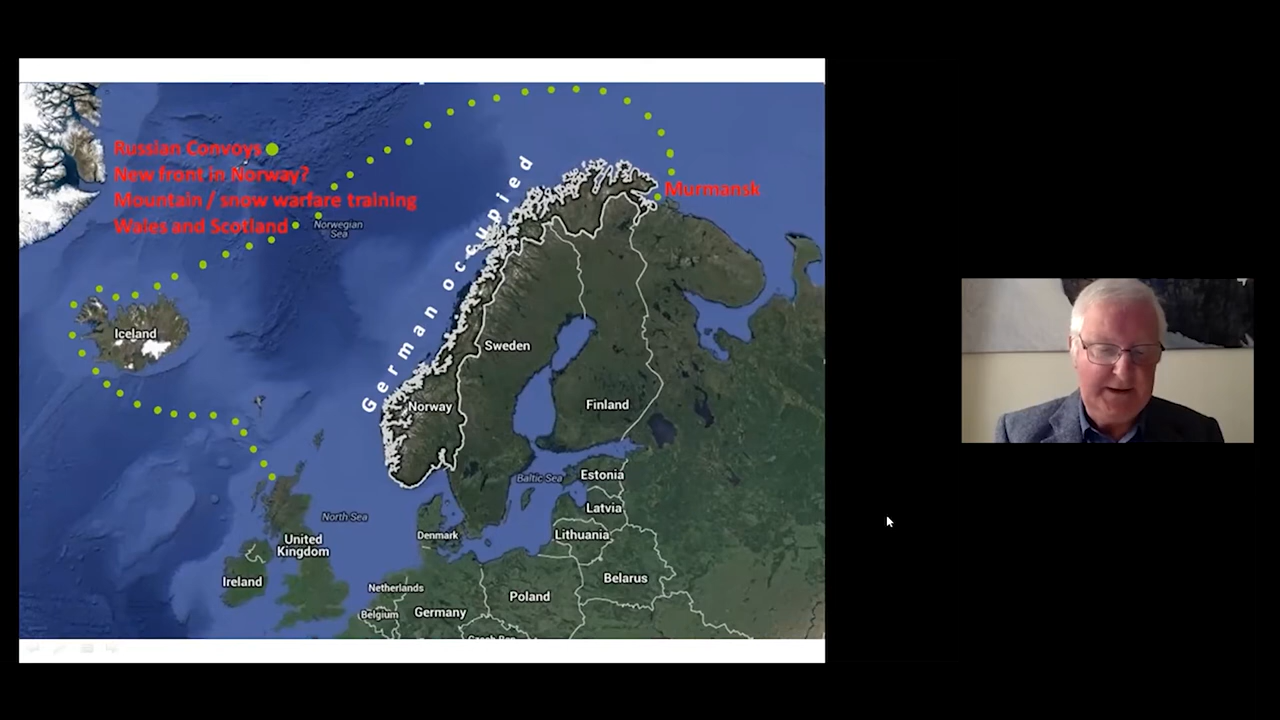 Russian Convoys
New front in Norway?
Mountain / snow warfare training
Wales and Scotland
Murmansk
German occupied
Norwegian
Sea
Iceland
Sweden
Norway
Finland
Baltic Sea
Estonia
North Sea
Latvia
Denmark
Lithuania
United
Kingdom
Ireland
Belarus
Netherlands
Poland
Belgium
Germany
Czech Rep